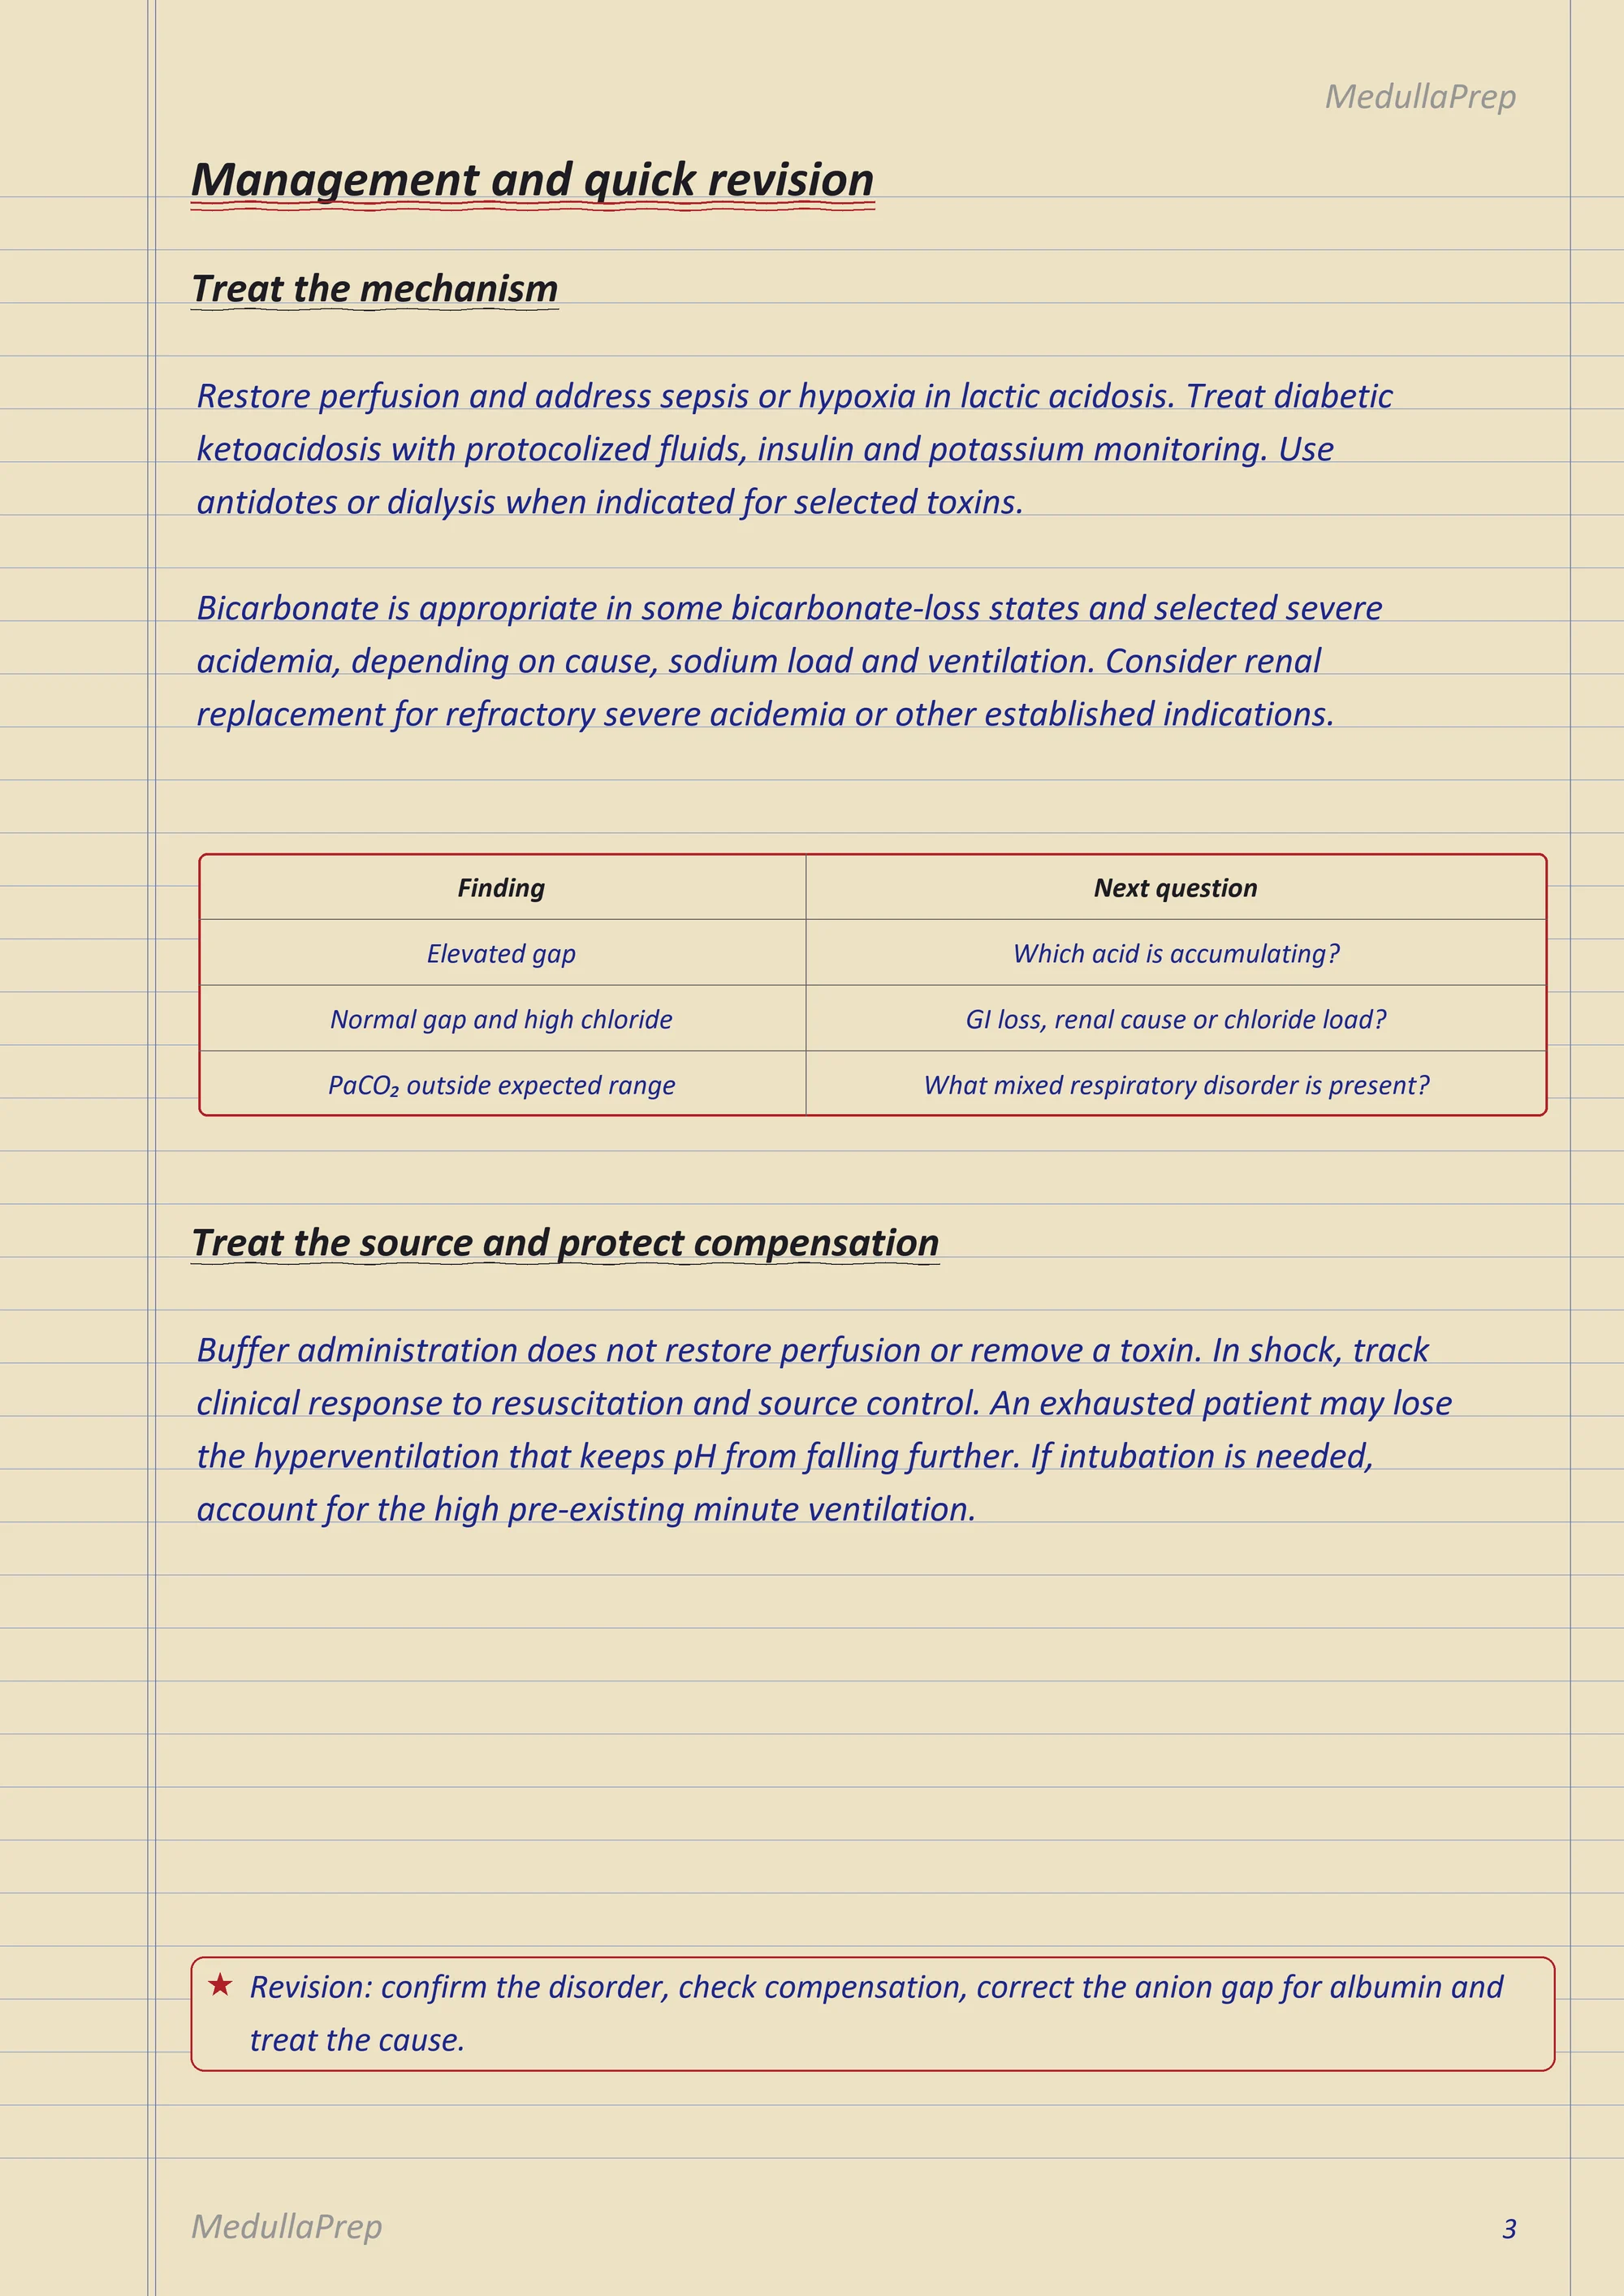 MedullaPrep
Management and quick revision
Treat the mechanism
Restore perfusion and address sepsis or hypoxia in lactic acidosis. Treat diabetic
ketoacidosis with protocolized fluids, insulin and potassium monitoring. Use
antidotes or dialysis when indicated for selected toxins.
Bicarbonate is appropriate in some bicarbonate-loss states and selected severe
acidemia, depending on cause, sodium load and ventilation. Consider renal
replacement for refractory severe acidemia or other established indications.
Finding Next question
Elevated gap Which acid is accumulating?
Normal gap and high chloride GI loss, renal cause or chloride load?
PaCO₂ outside expected range What mixed respiratory disorder is present?
Treat the source and protect compensation
Buffer administration does not restore perfusion or remove a toxin. In shock, track
clinical response to resuscitation and source control. An exhausted patient may lose
the hyperventilation that keeps pH from falling further. If intubation is needed,
account for the high pre-existing minute ventilation.
★ Revision: confirm the disorder, check compensation, correct the anion gap for albumin and
treat the cause.
MedullaPrep 3